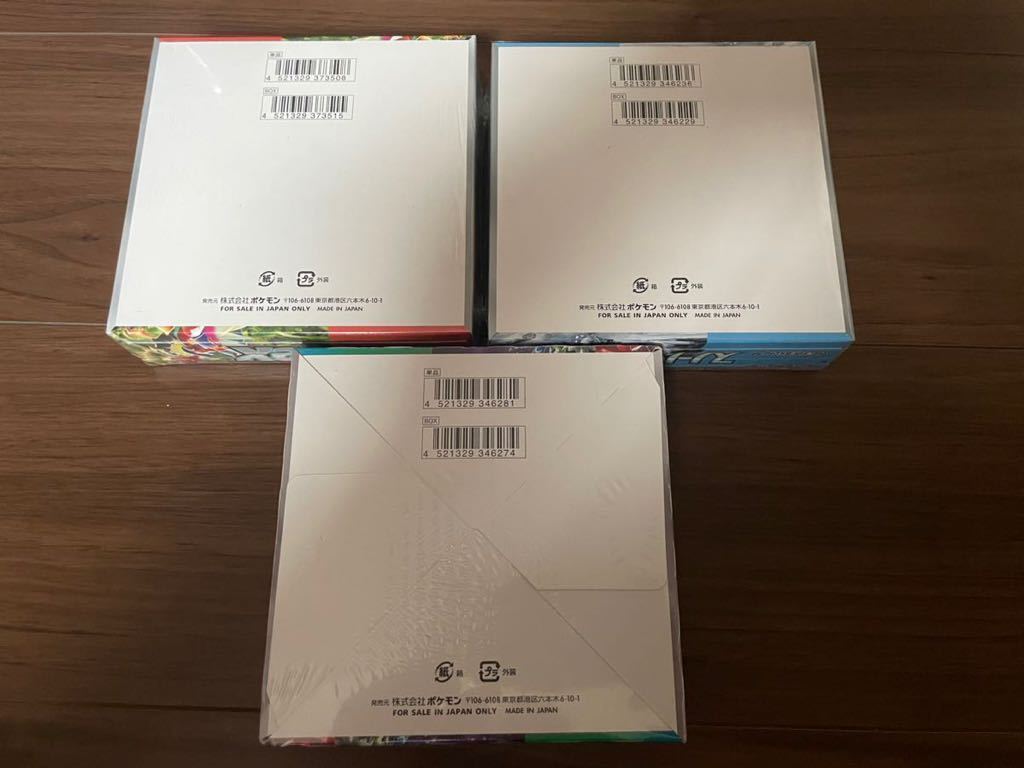 単品
4 521329 373508
BOX
4 521329 373515
紙 箱 プラ 外装
発売元 株式会社ポケモン 〒106-6108 東京都港区六本木6-10-1
FOR SALE IN JAPAN ONLY MADE IN JAPAN
単品
4 521329 346236
BOX
4 521329 346229
紙 箱 プラ 外装
発売元 株式会社ポケモン 〒106-6108 東京都港区六本木6-10-1
FOR SALE IN JAPAN ONLY MADE IN JAPAN
単品
4 521329 346281
BOX
4 521329 346274
紙 箱 プラ 外装
発売元 株式会社ポケモン 〒106-6108 東京都港区六本木6-10-1
FOR SALE IN JAPAN ONLY MADE IN JAPAN